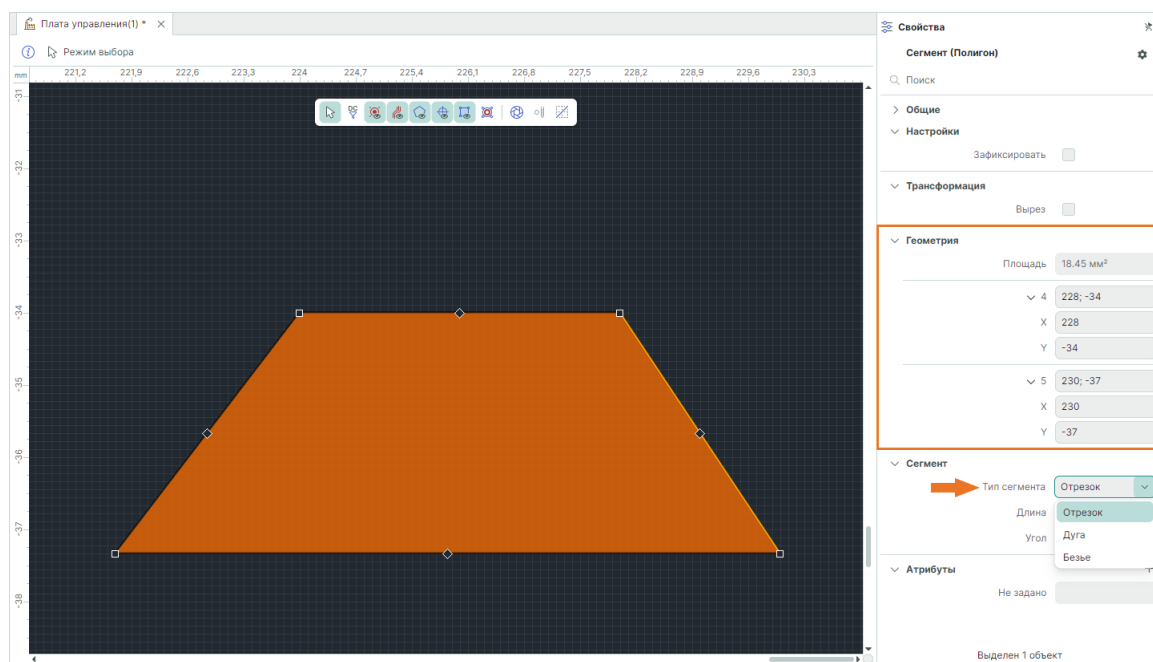 Плата управления(1) *
Режим выбора
mm 221,2 221,9 222,6 223,3 224 224,7 225,4 226,1 226,8 227,5 228,2 228,9 229,6 230,3
-31
-32
-33
-34
-35
-36
-37
-38
DC
Свойства
Сегмент (Полигон)
Поиск
Общие
Настройки
Зафиксировать
Трансформация
Вырез
Геометрия
Площадь 18.45 мм²
4 228; -34
X 228
Y -34
5 230; -37
X 230
Y -37
Сегмент
Тип сегмента Отрезок
Длина Отрезок
Дуга
Угол
Безье
Атрибуты
Не задано
Выделен 1 объект